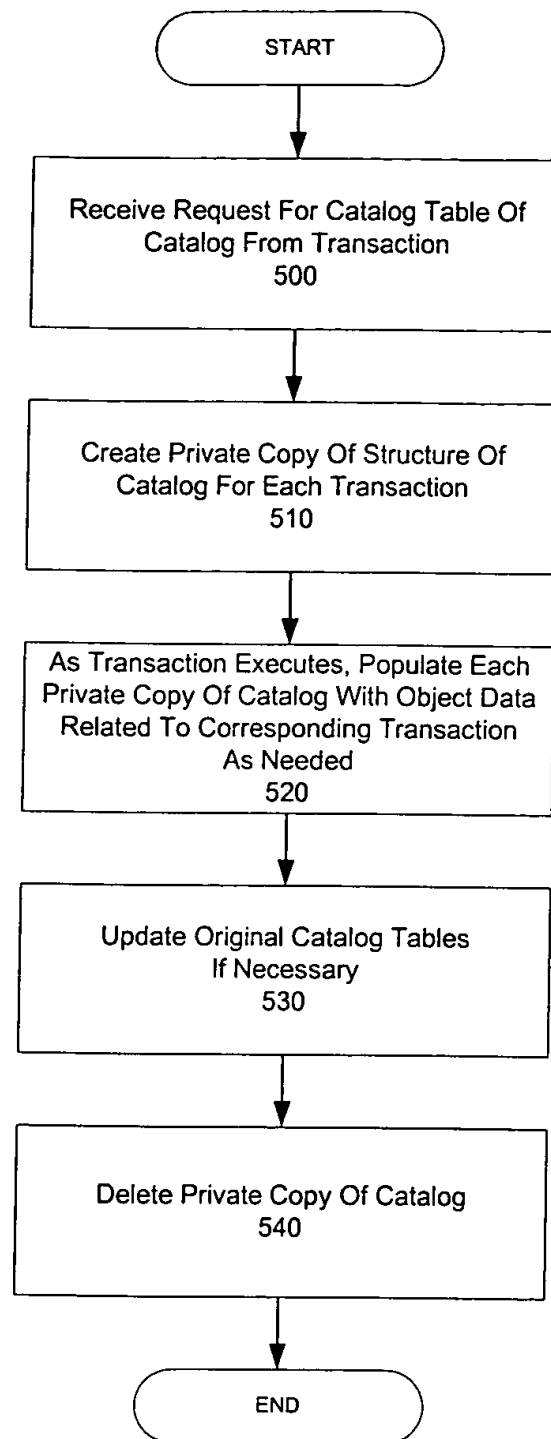 START
Receive Request For Catalog Table Of
Catalog From Transaction
500
Create Private Copy Of Structure Of
Catalog For Each Transaction
510
As Transaction Executes, Populate Each
Private Copy Of Catalog With Object Data
Related To Corresponding Transaction
As Needed
520
Update Original Catalog Tables
If Necessary
530
Delete Private Copy Of Catalog
540
END